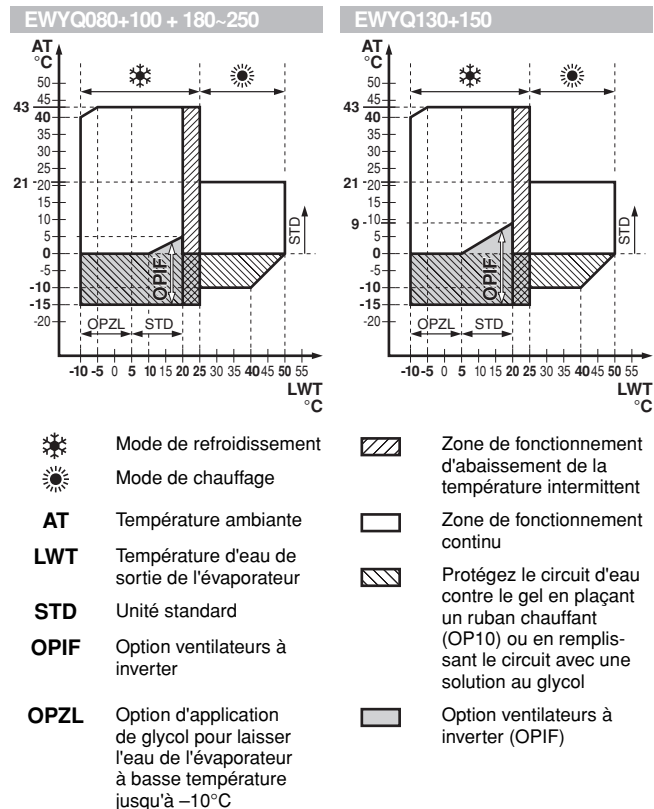 EWYQ080+100 + 180~250
AT
°C
50
45
43
40
35
30
25
21
20
15
10
5
0
-5
-10
-15
-20
OPIF
STD
OPZL
STD
-10 -5 0 5 10 15 20 25 30 35 40 45 50 55
LWT
°C
EWYQ130+150
AT
°C
50
45
43
40
35
30
25
21
20
15
9
10
5
0
-5
-10
-15
-20
OPIF
STD
OPZL
STD
-10 -5 0 5 10 15 20 25 30 35 40 45 50 55
LWT
°C
Mode de refroidissement
Mode de chauffage
AT Température ambiante
LWT Température d'eau de
sortie de l'évaporateur
STD Unité standard
OPIF Option ventilateurs à
inverter
OPZL Option d'application
de glycol pour laisser
l'eau de l'évaporateur
à basse température
jusqu'à –10°C
Zone de fonctionnement
d'abaissement de la
température intermittent
Zone de fonctionnement
continu
Protégez le circuit d'eau
contre le gel en plaçant
un ruban chauffant
(OP10) ou en remplis-
sant le circuit avec une
solution au glycol
Option ventilateurs à
inverter (OPIF)